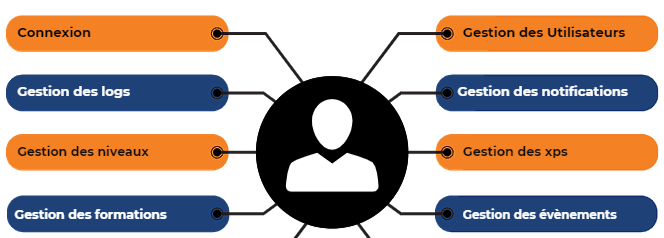 Connexion
Gestion des Utilisateurs
Gestion des logs
Gestion des notifications
Gestion des niveaux
Gestion des xps
Gestion des formations
Gestion des évènements